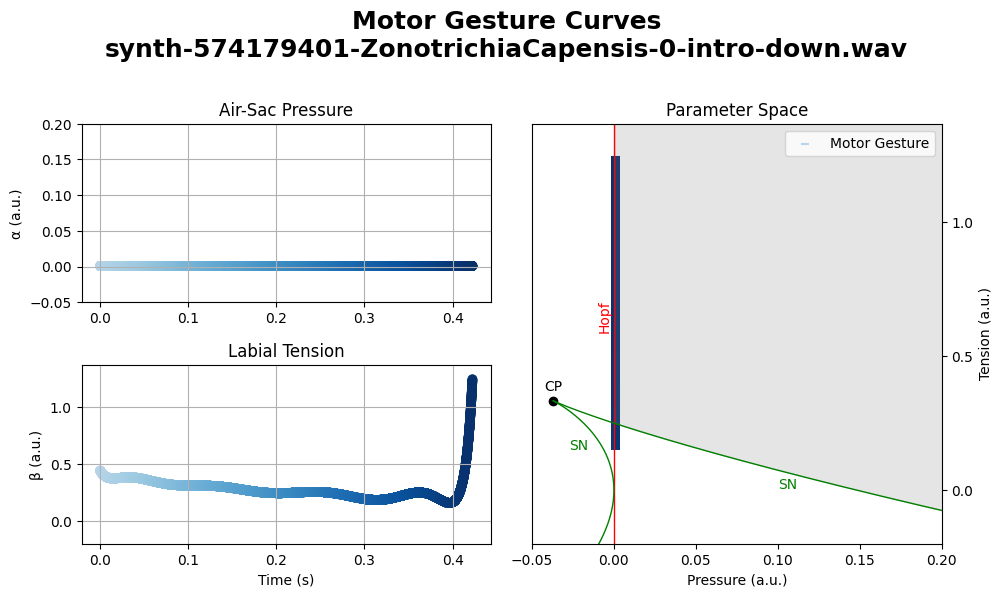 Motor Gesture Curves
synth-574179401-ZonotrichiaCapensis-0-intro-down.wav
Air-Sac Pressure
α (a.u.)
0.20
0.15
0.10
0.05
0.00
−0.05
0.0 0.1 0.2 0.3 0.4
Labial Tension
β (a.u.)
1.0
0.5
0.0
0.0 0.1 0.2 0.3 0.4
Time (s)
Parameter Space
Motor Gesture
Hopf
CP
SN
SN
1.0
0.5
0.0
Tension (a.u.)
−0.05 0.00 0.05 0.10 0.15 0.20
Pressure (a.u.)